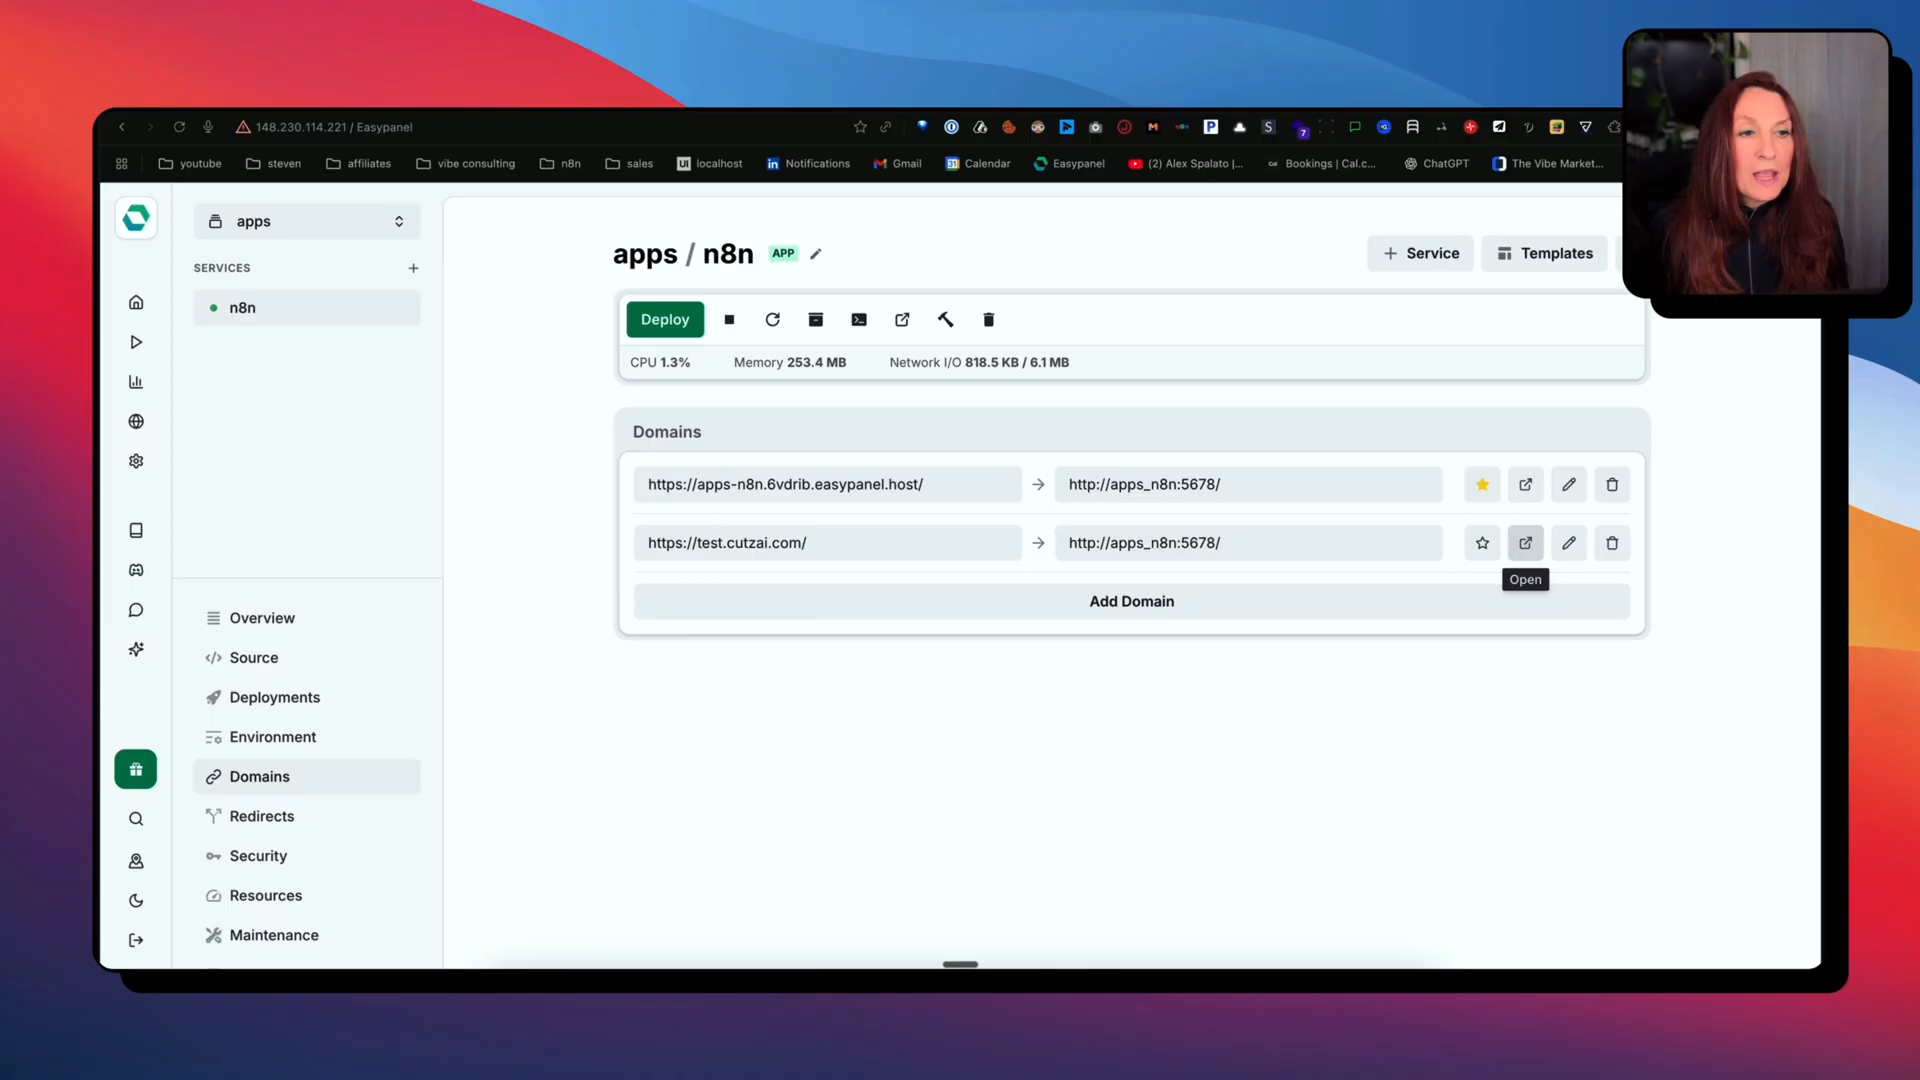 148.230.114.221 / Easypanel
7
youtube steven affiliates vibe consulting n8n sales UI localhost in Notifications Gmail Calendar Easypanel (2) Alex Spalato |... Cal Bookings | Cal.c... ChatGPT The Vibe Market...
apps
SERVICES +
n8n
Overview
Source
Deployments
Environment
Domains
Redirects
Security
Resources
Maintenance
apps / n8n APP
+ Service Templates
Deploy
CPU 1.3% Memory 253.4 MB Network I/O 818.5 KB / 6.1 MB
Domains
https://apps-n8n.6vdrib.easypanel.host/ → http://apps_n8n:5678/
https://test.cutzai.com/ → http://apps_n8n:5678/
Open
Add Domain